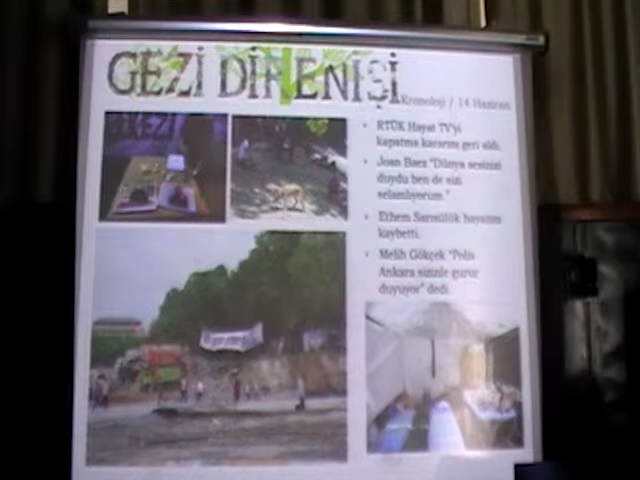 GEZİ DİRENİŞİ
Kronoloji / 14 Haziran
RTÜK Hayat TV'yi
kapatma kararını geri aldı.
Joan Baez "Dünya sesinizi
duydu ben de sizi
selamlıyorum."
Ethem Sarısülük hayatını
kaybetti.
Melih Gökçek "Polis
Ankara sizinle gurur
duyuyor" dedi.